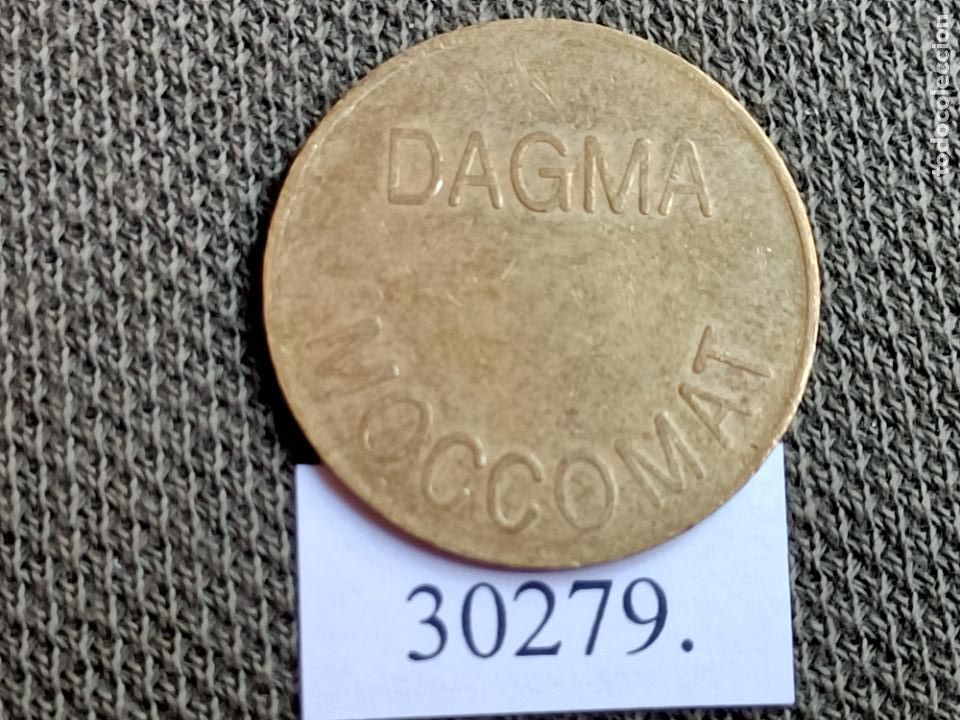 DAGMA
MOCCOMAT
30279.
todocoleccion